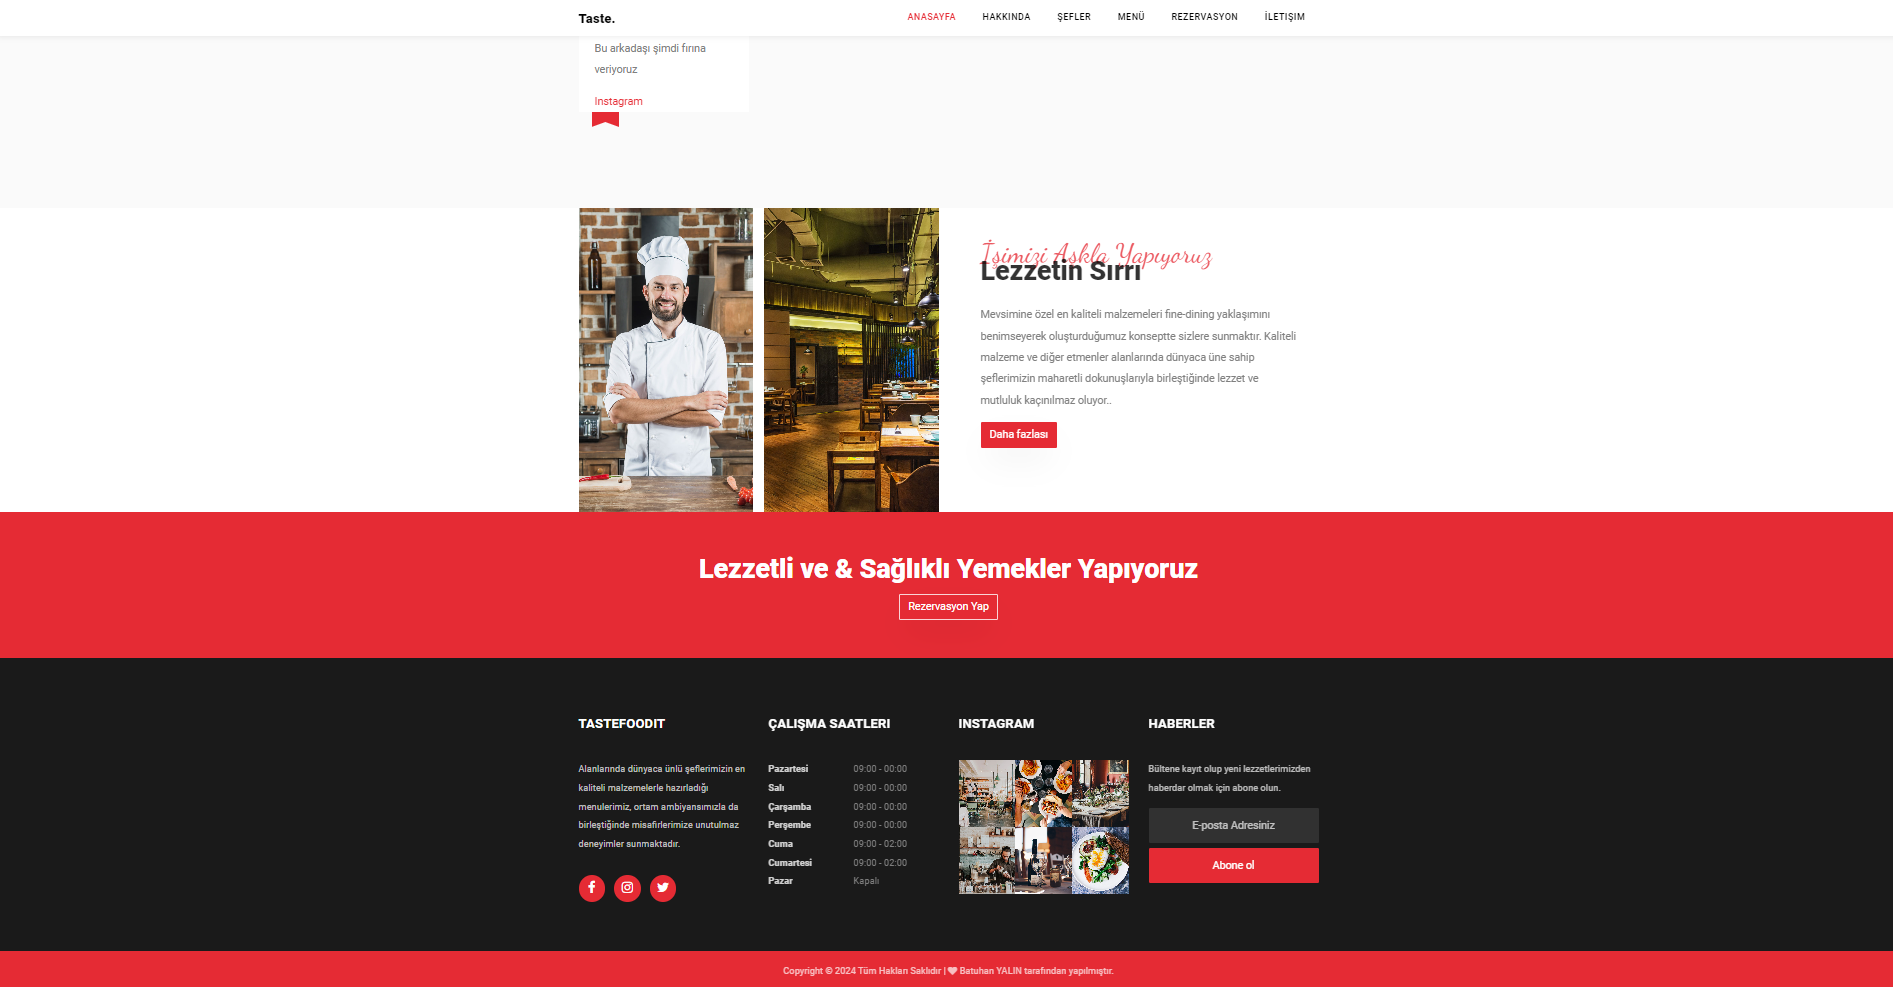 Taste.
ANASAYFA HAKKINDA ŞEFLER MENÜ REZERVASYON İLETİŞIM
Bu arkadaşı şimdi fırına
veriyoruz
Instagram
İşimizi Aşkla Yapıyoruz
Lezzetin Sırrı
Mevsimine özel en kaliteli malzemeleri fine-dining yaklaşımını
benimseyerek oluşturduğumuz konseptte sizlere sunmaktır. Kaliteli
malzeme ve diğer etmenler alanlarında dünyaca üne sahip
şeflerimizin maharetli dokunuşlarıyla birleştiğinde lezzet ve
mutluluk kaçınılmaz oluyor..
Daha fazlası
Lezzetli ve & Sağlıklı Yemekler Yapıyoruz
Rezervasyon Yap
TASTEFOODIT
Alanlarında dünyaca ünlü şeflerimizin en
kaliteli malzemelerle hazırladığı
menulerimiz, ortam ambiyansımızla da
birleştiğinde misafirlerimize unutulmaz
deneyimler sunmaktadır.
ÇALIŞMA SAATLERI
Pazartesi 09:00 - 00:00
Salı 09:00 - 00:00
Çarşamba 09:00 - 00:00
Perşembe 09:00 - 00:00
Cuma 09:00 - 02:00
Cumartesi 09:00 - 02:00
Pazar Kapalı
INSTAGRAM
HABERLER
Bültene kayıt olup yeni lezzetlerimizden
haberdar olmak için abone olun.
E-posta Adresiniz
Abone ol
Copyright © 2024 Tüm Hakları Saklıdır | Batuhan YALIN tarafından yapılmıştır.